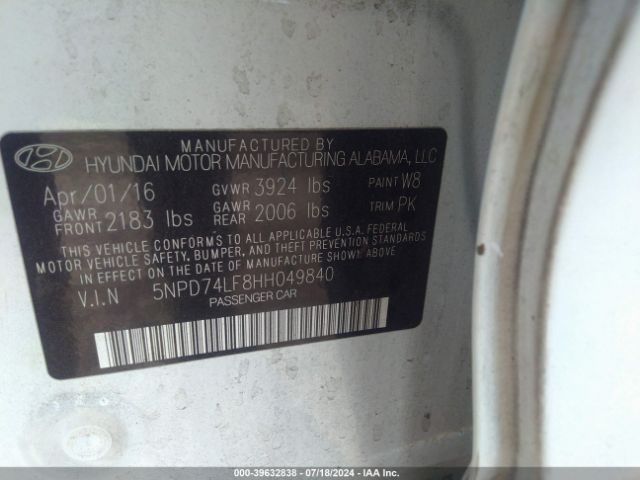 MANUFACTURED BY
HYUNDAI MOTOR MANUFACTURING ALABAMA, LLC
Apr/01/16 GVWR 3924 lbs PAINT W8
GAWR FRONT 2183 lbs GAWR REAR 2006 lbs TRIM PK
THIS VEHICLE CONFORMS TO ALL APPLICABLE U.S.A. FEDERAL
MOTOR VEHICLE SAFETY, BUMPER, AND THEFT PREVENTION STANDARDS
IN EFFECT ON THE DATE OF MANUFACTURE SHOWN ABOVE.
V.I.N 5NPD74LF8HH049840
PASSENGER CAR
000-39632838 - 07/18/2024 - IAA Inc.